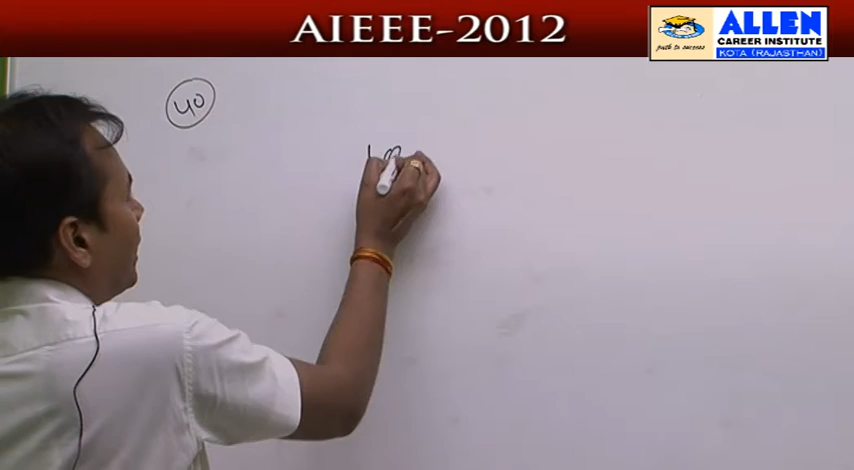 AIEEE-2012
ALLEN
path to success
CAREER INSTITUTE
KOTA (RAJASTHAN)
40